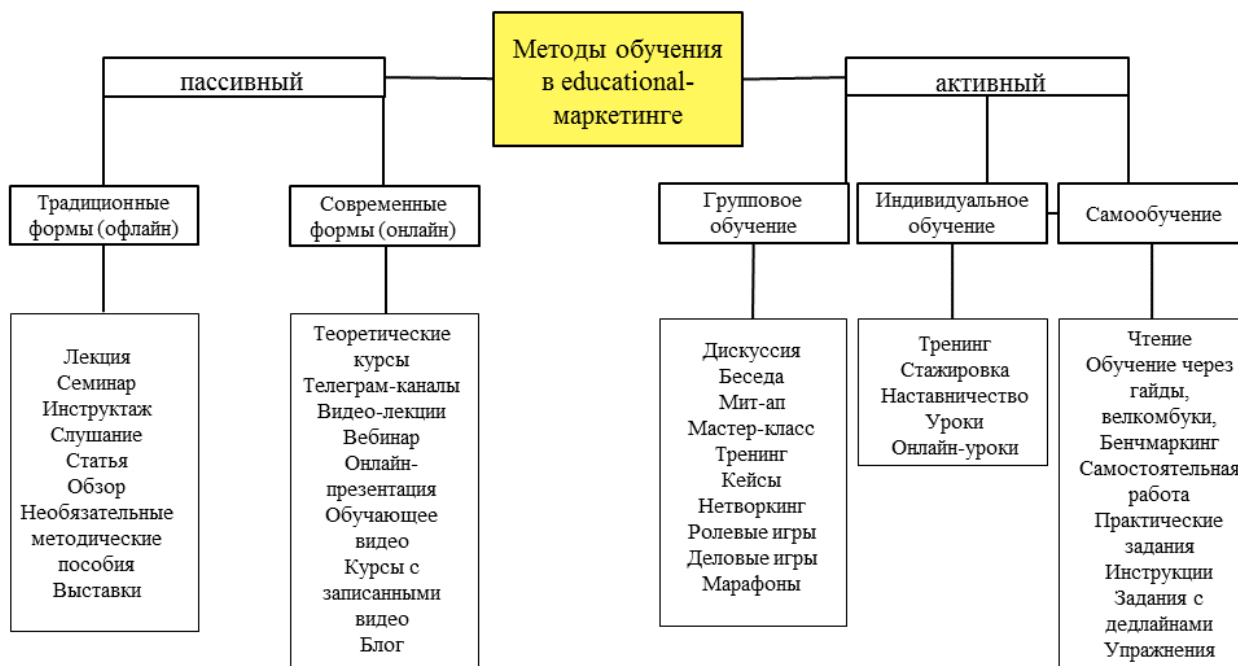 Методы обучения
в educational-
маркетинге
пассивный
активный
Традиционные
формы (офлайн)
Современные
формы (онлайн)
Групповое
обучение
Индивидуальное
обучение
Самообучение
Лекция
Семинар
Инструктаж
Слушание
Статья
Обзор
Необязательные
методические
пособия
Выставки
Теоретические
курсы
Телеграм-каналы
Видео-лекции
Вебинар
Онлайн-
презентация
Обучающее
видео
Курсы с
записанными
видео
Блог
Дискуссия
Беседа
Мит-ап
Мастер-класс
Тренинг
Кейсы
Нетворкинг
Ролевые игры
Деловые игры
Марафоны
Тренинг
Стажировка
Наставничество
Уроки
Онлайн-уроки
Чтение
Обучение через
гайды,
велкомбуки,
Бенчмаркинг
Самостоятельная
работа
Практические
задания
Инструкции
Задания с
дедлайнами
Упражнения